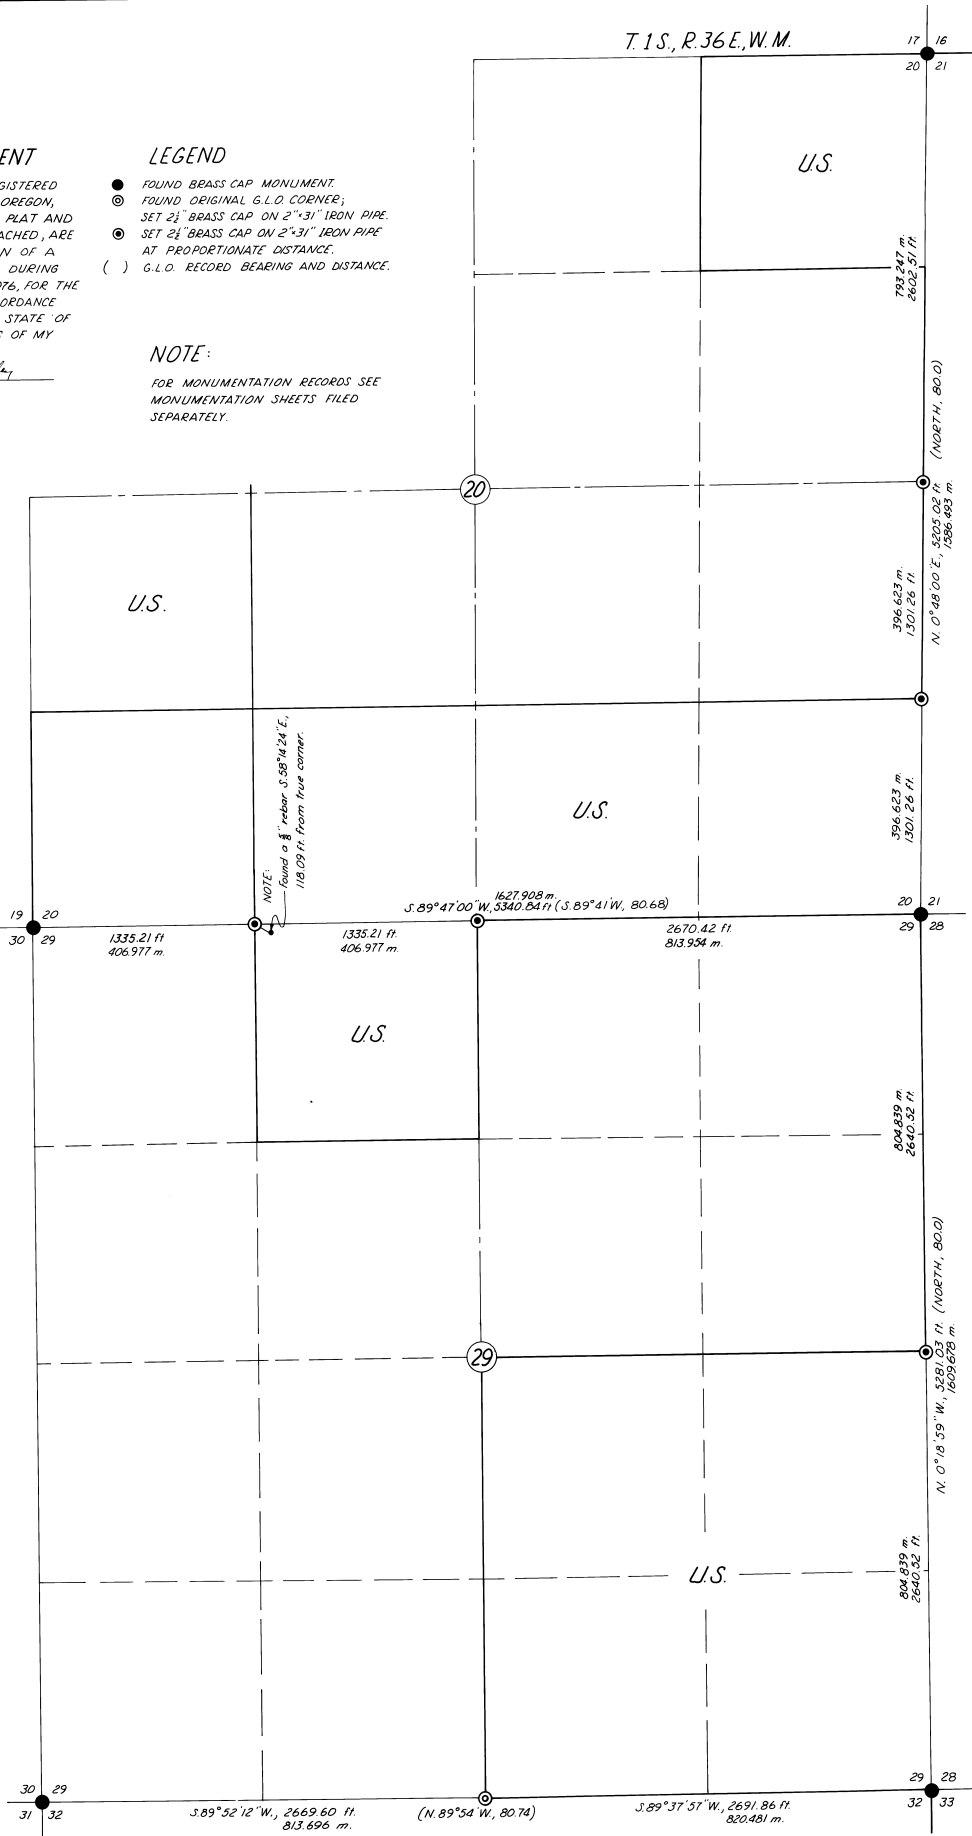 T. 1 S., R. 36 E., W.M.
17 16
20 21
ENT
GISTERED
OREGON,
PLAT AND
ACHED, ARE
N OF A
DURING
976, FOR THE
ORDANCE
STATE OF
S OF MY
LEGEND
FOUND BRASS CAP MONUMENT.
FOUND ORIGINAL G.L.O. CORNER;
SET 2½" BRASS CAP ON 2"×31" IRON PIPE.
SET 2½" BRASS CAP ON 2"×31" IRON PIPE
AT PROPORTIONATE DISTANCE.
( ) G.L.O. RECORD BEARING AND DISTANCE.
NOTE:
FOR MONUMENTATION RECORDS SEE
MONUMENTATION SHEETS FILED
SEPARATELY.
U.S.
793.247 m.
2602.51 ft.
(NORTH, 80.0)
N. 0°48'00"E., 5205.02 ft.
1586.493 m.
20
U.S.
396.623 m.
1301.26 ft.
NOTE:
Found a ⅝" rebar S.58°14'24"E.,
118.09 ft. from true corner.
U.S.
396.623 m.
1301.26 ft.
19 20
30 29
1627.908 m.
S.89°47'00"W., 5340.84 ft (S.89°41'W., 80.68)
20 21
29 28
1335.21 ft
406.977 m.
1335.21 ft.
406.977 m.
2670.42 ft.
813.954 m.
U.S.
804.839 m.
2640.52 ft.
29
N. 0°18'59"W., 5281.03 ft. (NORTH, 80.0)
1609.678 m.
U.S.
804.839 m.
2640.52 ft.
30 29
31 32
S.89°52'12"W., 2669.60 ft.
813.696 m.
(N.89°54'W., 80.74)
S.89°37'57"W., 2691.86 ft.
820.481 m.
29 28
32 33